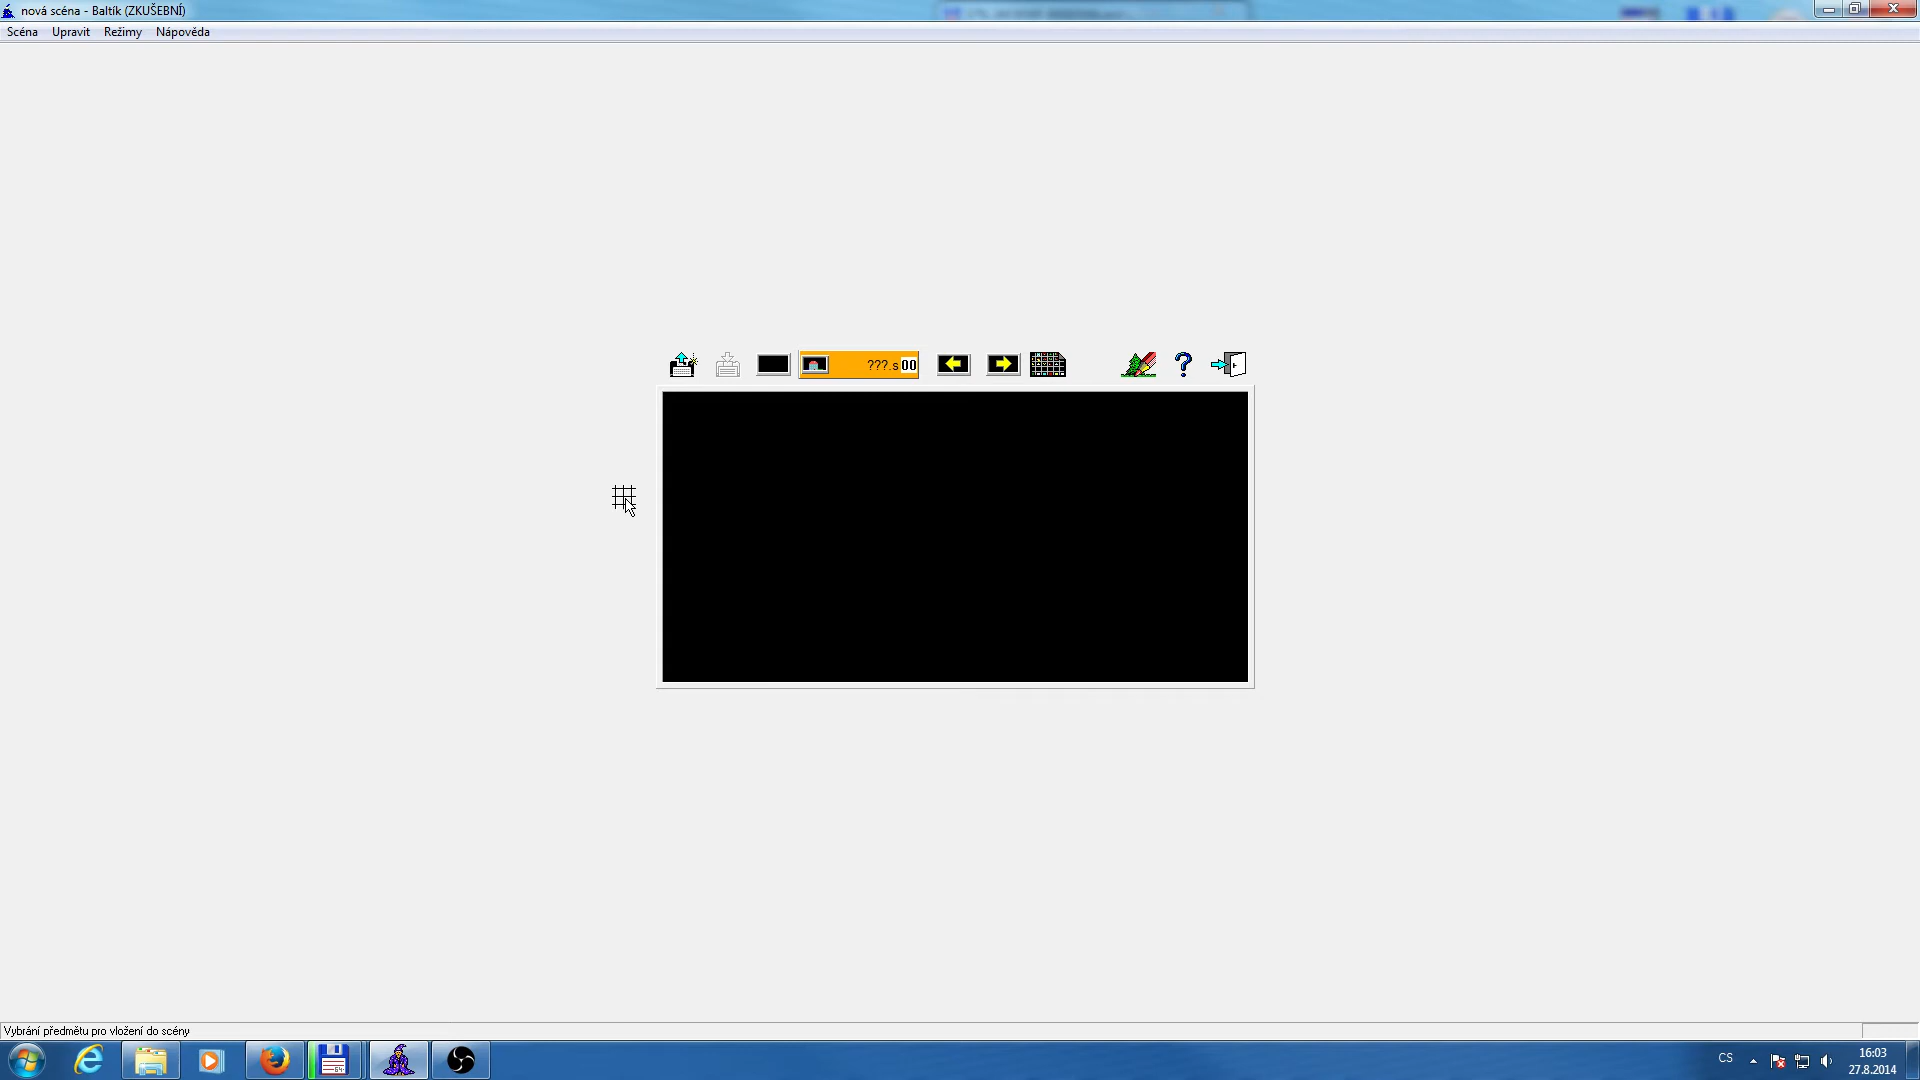 nová scéna - Baltík (ZKUŠEBNÍ)
Scéna Upravit Režimy Nápověda
???.s 00
Vybrání předmětu pro vložení do scény
64
CS
16:03
27.8.2014